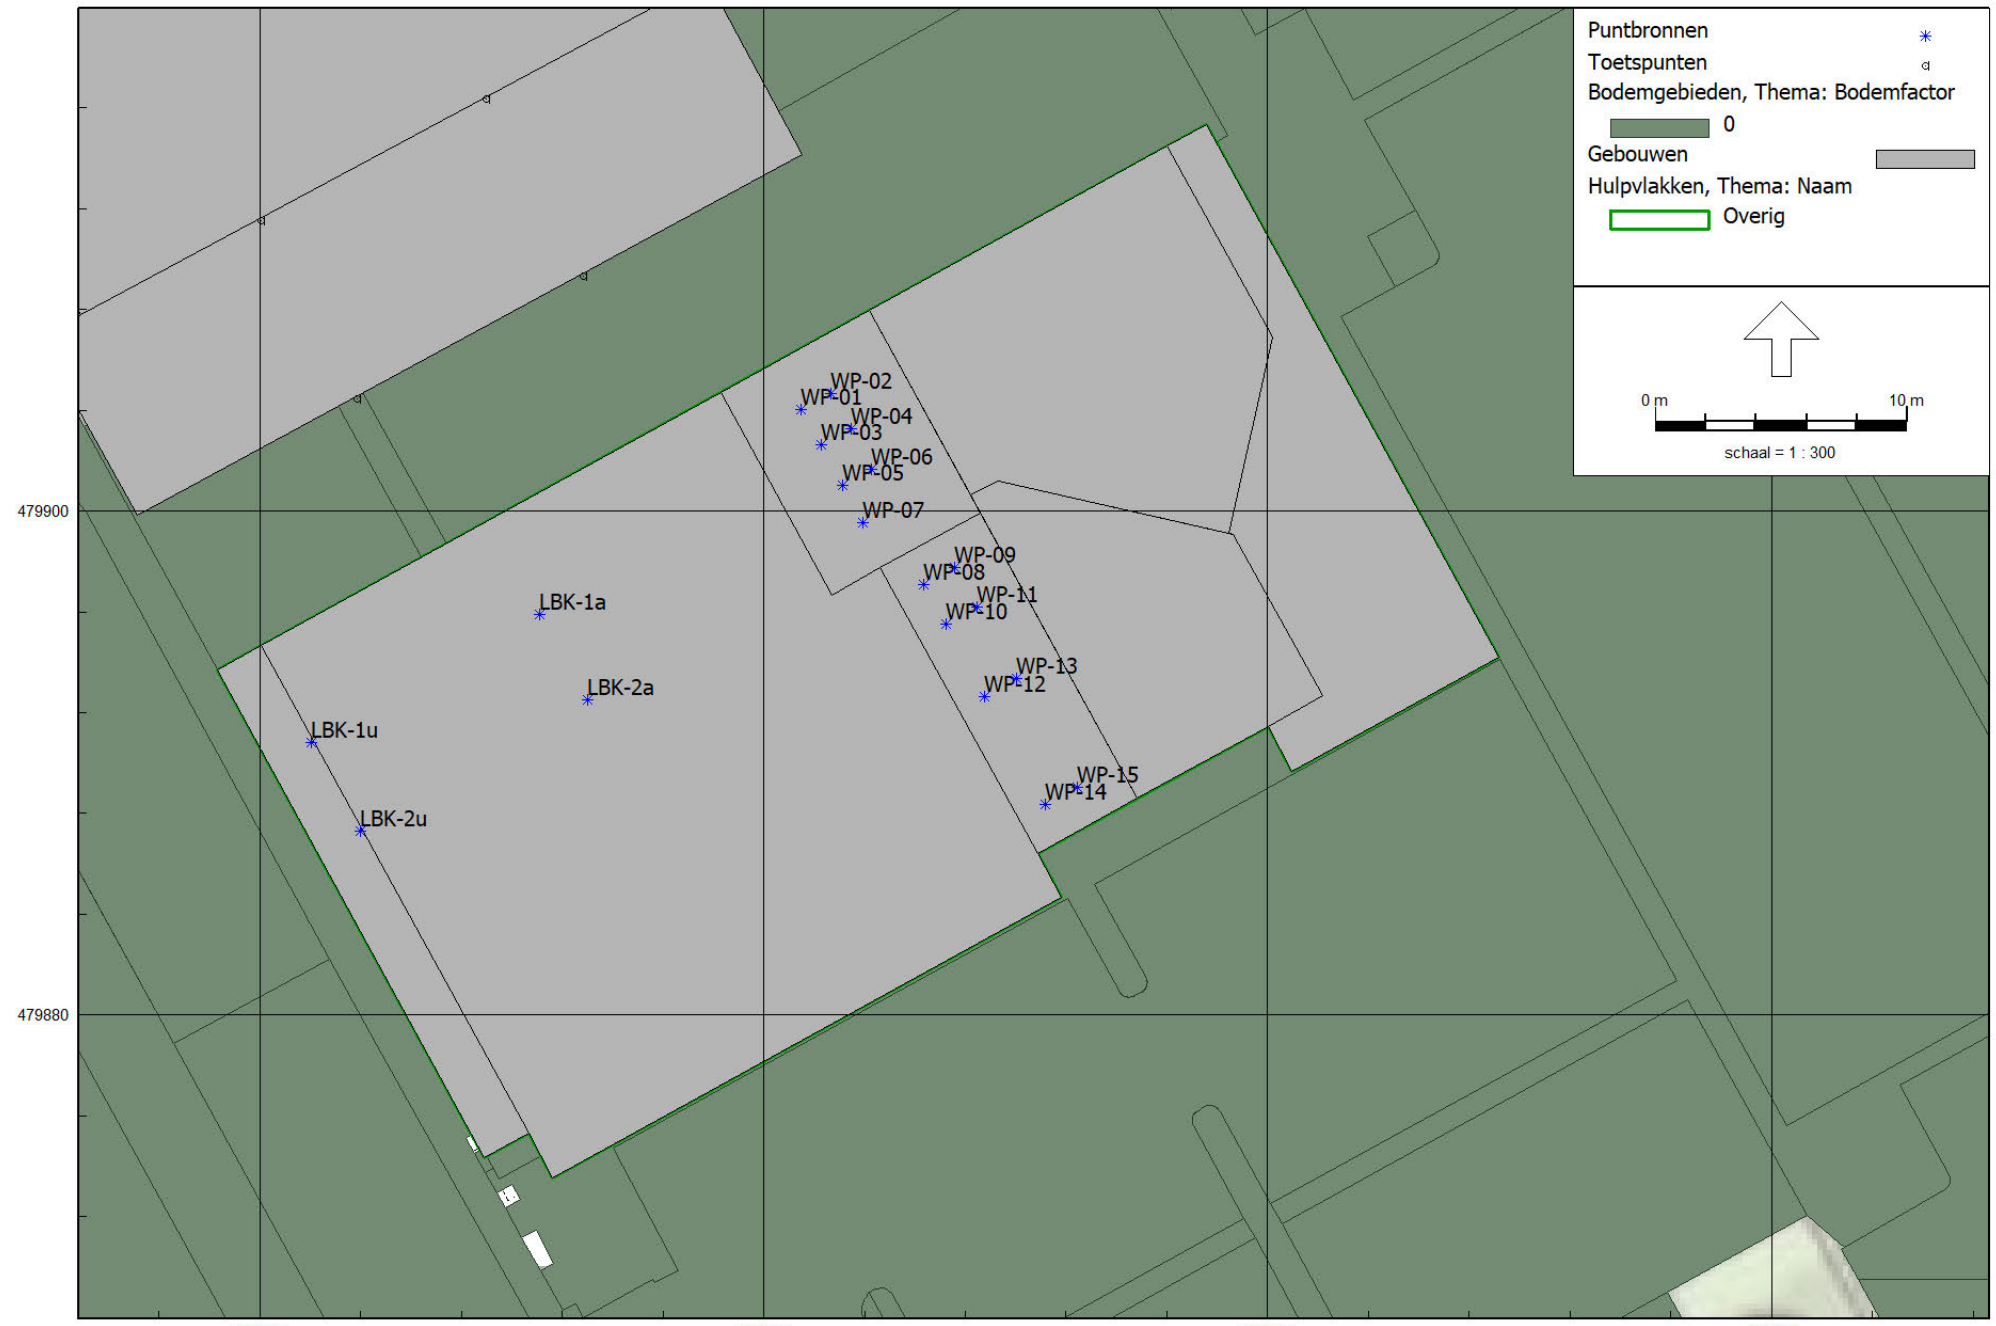 Puntbronnen
Toetspunten
Bodemgebieden, Thema: Bodemfactor
0
Gebouwen
Hulpvlakken, Thema: Naam
Overig
0 m 10 m
schaal = 1 : 300
WP-02
WP-01
WP-04
WP-03
WP-06
WP-05
479900
WP-07
WP-09
WP-08
WP-11
WP-10
LBK-1a
WP-13
WP-12
LBK-2a
LBK-1u
WP-15
WP-14
LBK-2u
479880